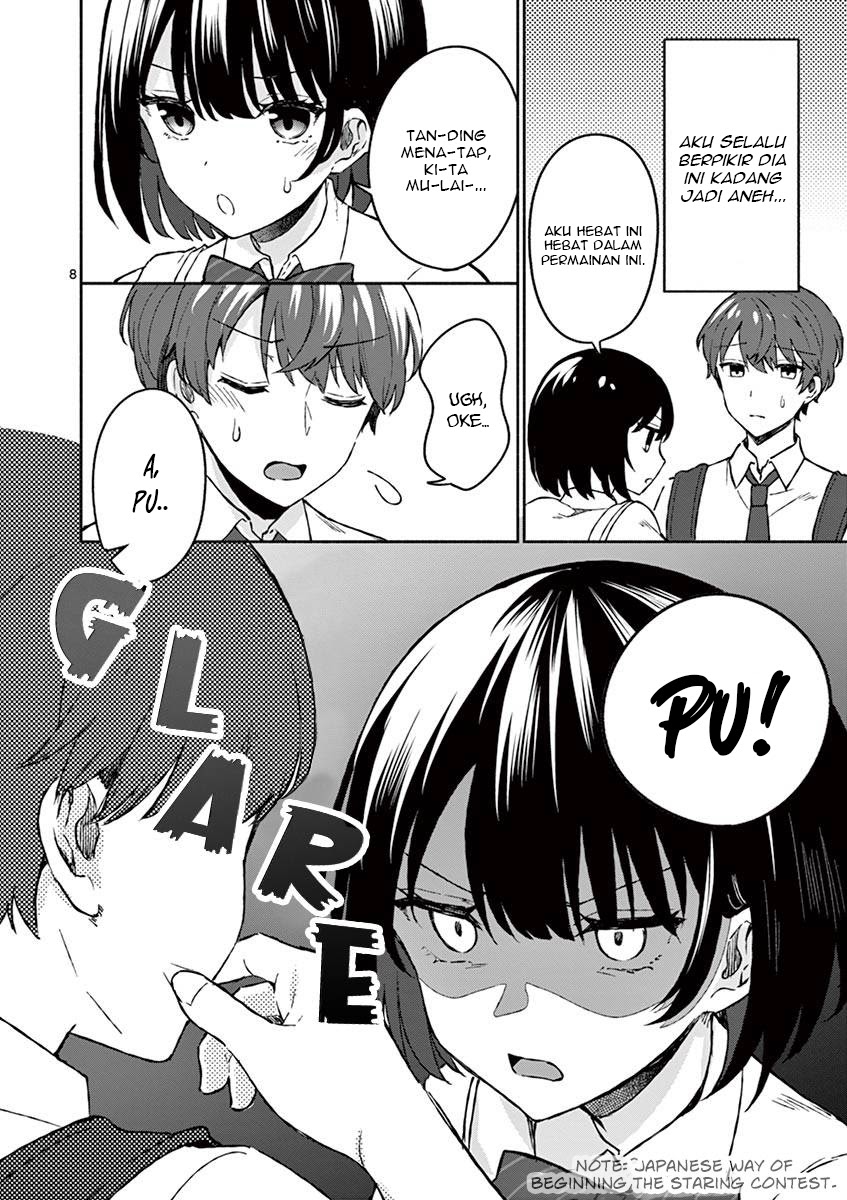 AKU SELALU
BERPIKIR DIA
INI KADANG
JADI ANEH...
AKU HEBAT INI
HEBAT DALAM
PERMAINAN INI.
TAN-DING
MENA-TAP,
KI-TA
MU-LAI-...
8
UGH,
OKE...
A,
PU..
GLARE
PU!
NOTE: JAPANESE WAY OF
BEGINNING THE STARING CONTEST.